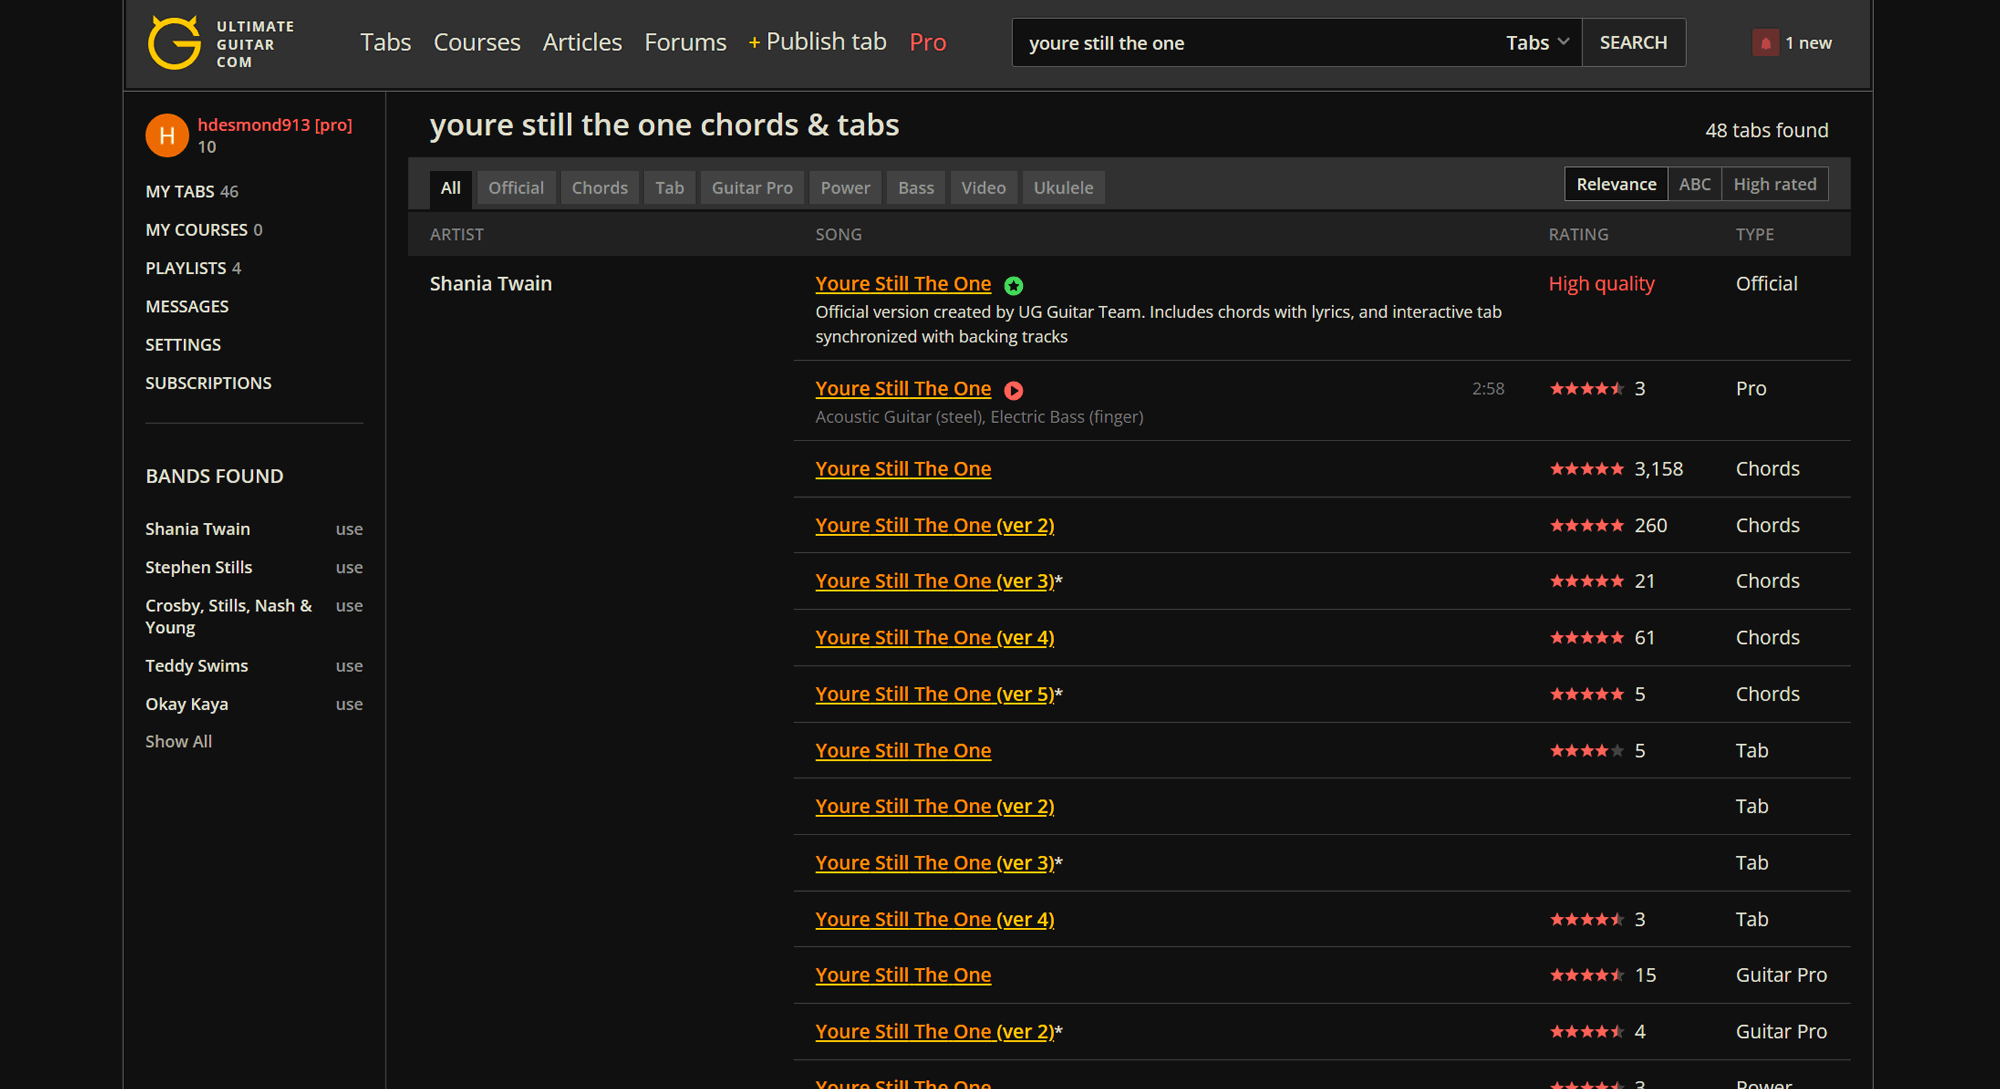 ULTIMATE
GUITAR
COM
Tabs Courses Articles Forums + Publish tab Pro
youre still the one Tabs SEARCH
1 new
H
hdesmond913 [pro]
10
MY TABS 46
MY COURSES 0
PLAYLISTS 4
MESSAGES
SETTINGS
SUBSCRIPTIONS
BANDS FOUND
Shania Twain use
Stephen Stills use
Crosby, Stills, Nash & use
Young
Teddy Swims use
Okay Kaya use
Show All
youre still the one chords & tabs
48 tabs found
All Official Chords Tab Guitar Pro Power Bass Video Ukulele
Relevance ABC High rated
ARTIST SONG RATING TYPE
Shania Twain Youre Still The One High quality Official
Official version created by UG Guitar Team. Includes chords with lyrics, and interactive tab
synchronized with backing tracks
Youre Still The One 2:58 3 Pro
Acoustic Guitar (steel), Electric Bass (finger)
Youre Still The One 3,158 Chords
Youre Still The One (ver 2) 260 Chords
Youre Still The One (ver 3)* 21 Chords
Youre Still The One (ver 4) 61 Chords
Youre Still The One (ver 5)* 5 Chords
Youre Still The One 5 Tab
Youre Still The One (ver 2) Tab
Youre Still The One (ver 3)* Tab
Youre Still The One (ver 4) 3 Tab
Youre Still The One 15 Guitar Pro
Youre Still The One (ver 2)* 4 Guitar Pro
Youre Still The One 3 Power